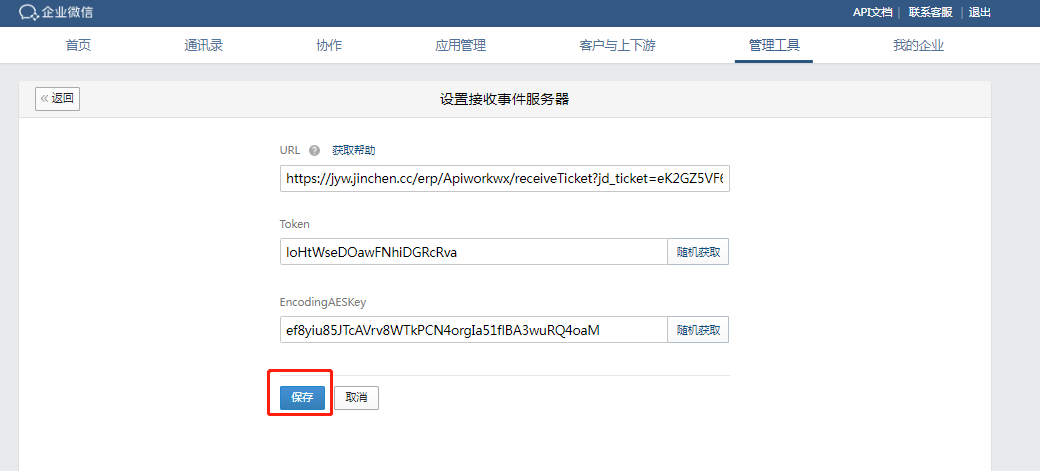 企业微信
API文档 | 联系客服 | 退出
首页 通讯录 协作 应用管理 客户与上下游 管理工具 我的企业
« 返回
设置接收事件服务器
URL ? 获取帮助
https://jyw.jinchen.cc/erp/Apiworkwx/receiveTicket?jd_ticket=eK2GZ5VF6
Token
IoHtWseDOawFNhiDGRcRva 随机获取
EncodingAESKey
ef8yiu85JTcAVrv8WTkPCN4orgIa51flBA3wuRQ4oaM 随机获取
保存 取消